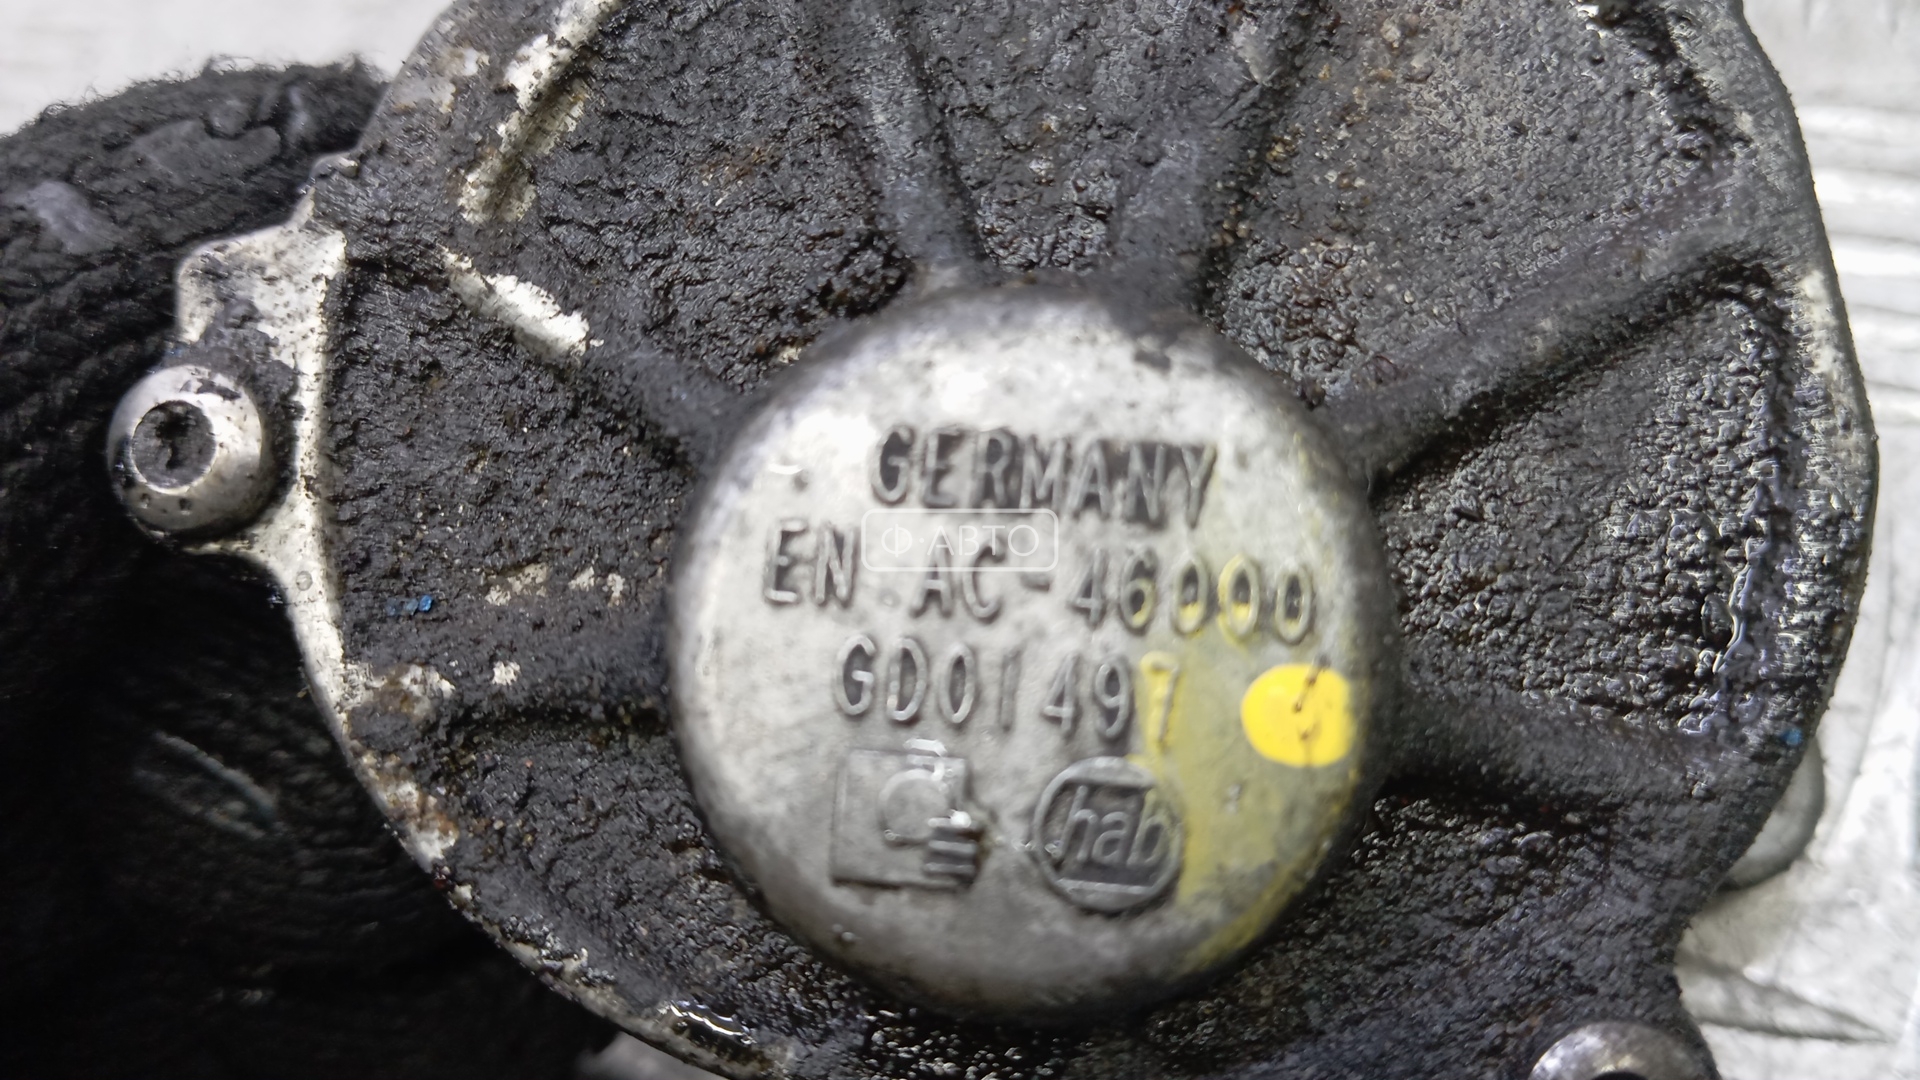 GERMANY
Ф·АВТО
EN AC-46000
GD01497
hab